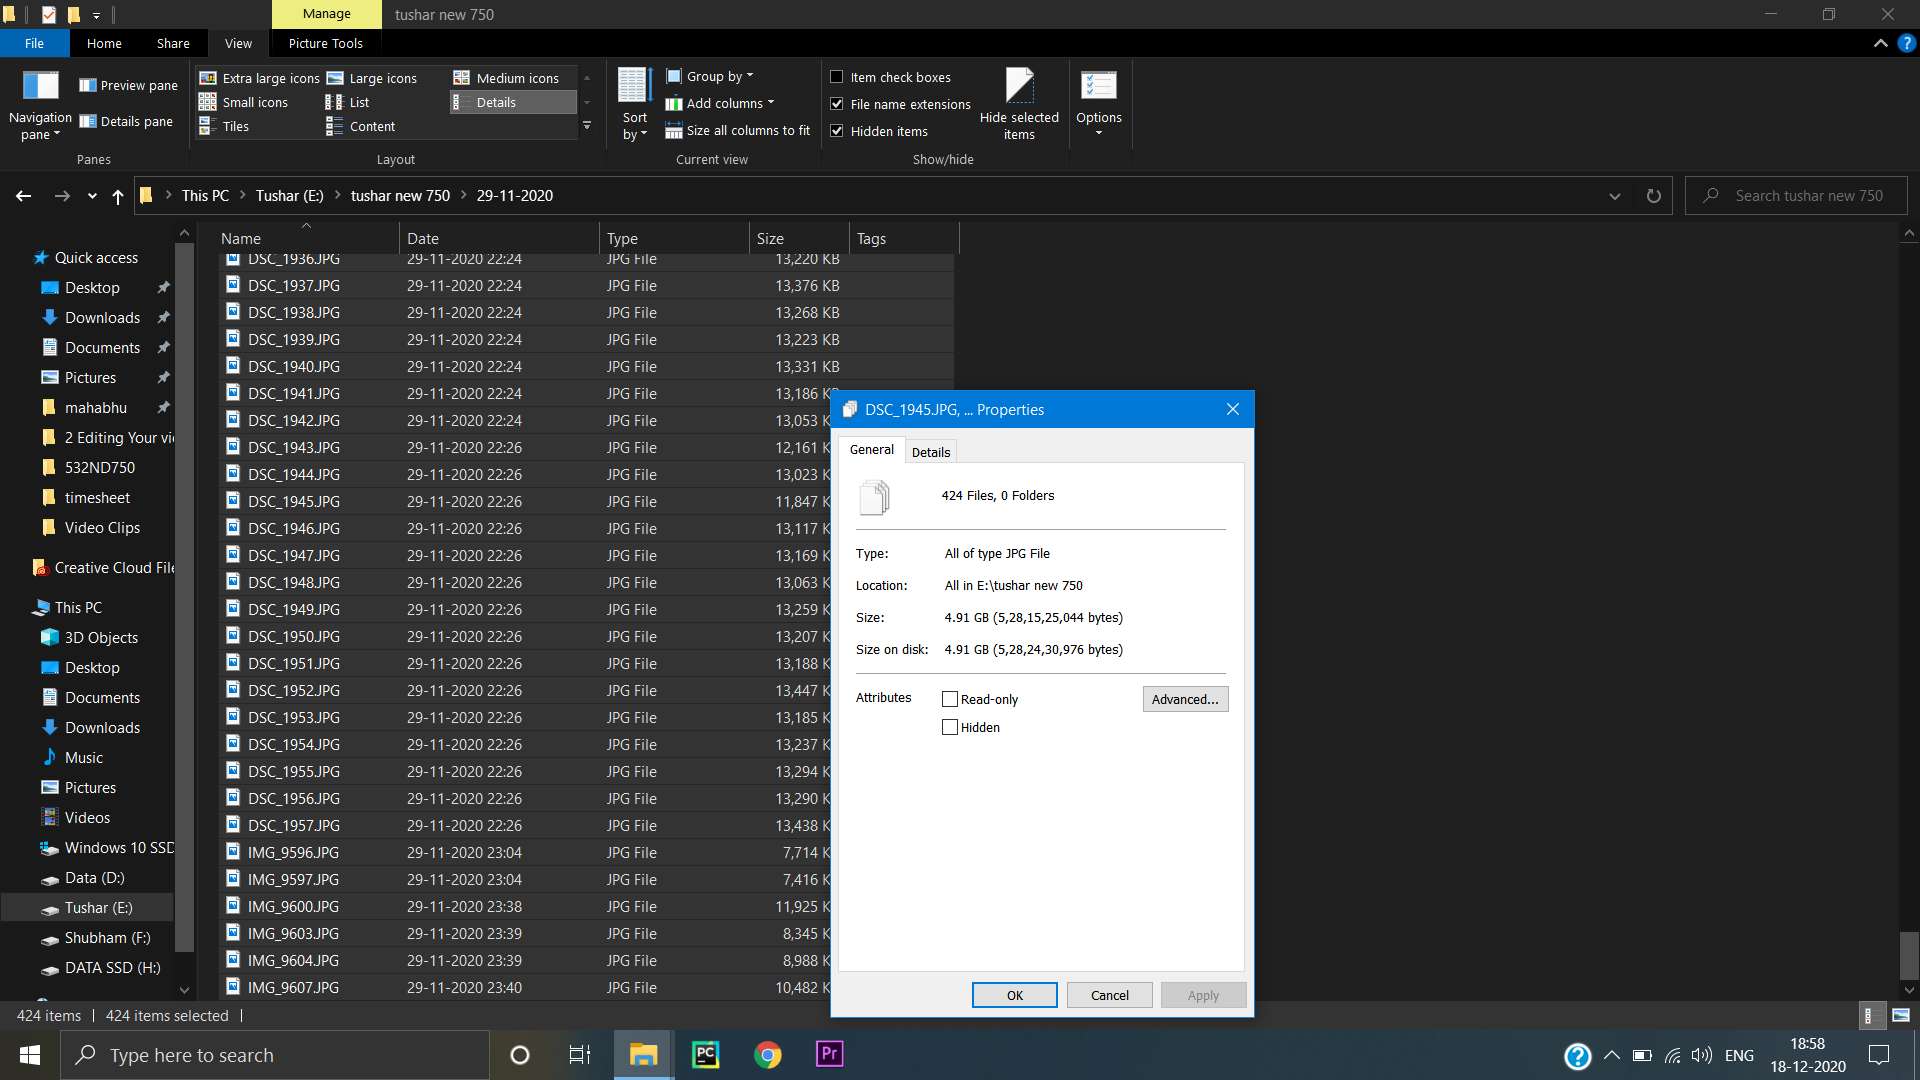 Manage
tushar new 750
File
Home
Share
View
Picture Tools
Navigation pane
Preview pane
Details pane
Panes
Extra large icons
Large icons
Medium icons
Small icons
List
Details
Tiles
Content
Layout
Sort by
Group by
Add columns
Size all columns to fit
Current view
Item check boxes
File name extensions
Hidden items
Hide selected items
Show/hide
Options
This PC
Tushar (E:)
tushar new 750
29-11-2020
Search tushar new 750
Quick access
Desktop
Downloads
Documents
Pictures
mahabhu
2 Editing Your vi
532ND750
timesheet
Video Clips
Creative Cloud File
This PC
3D Objects
Desktop
Documents
Downloads
Music
Pictures
Videos
Windows 10 SSD
Data (D:)
Tushar (E:)
Shubham (F:)
DATA SSD (H:)
Name Date Type Size Tags
DSC_1936.JPG 29-11-2020 22:24 JPG File 13,220 KB
DSC_1937.JPG 29-11-2020 22:24 JPG File 13,376 KB
DSC_1938.JPG 29-11-2020 22:24 JPG File 13,268 KB
DSC_1939.JPG 29-11-2020 22:24 JPG File 13,223 KB
DSC_1940.JPG 29-11-2020 22:24 JPG File 13,331 KB
DSC_1941.JPG 29-11-2020 22:24 JPG File 13,186 KB
DSC_1942.JPG 29-11-2020 22:24 JPG File 13,053 K
DSC_1943.JPG 29-11-2020 22:26 JPG File 12,161 K
DSC_1944.JPG 29-11-2020 22:26 JPG File 13,023 K
DSC_1945.JPG 29-11-2020 22:26 JPG File 11,847 K
DSC_1946.JPG 29-11-2020 22:26 JPG File 13,117 K
DSC_1947.JPG 29-11-2020 22:26 JPG File 13,169 K
DSC_1948.JPG 29-11-2020 22:26 JPG File 13,063 K
DSC_1949.JPG 29-11-2020 22:26 JPG File 13,259 K
DSC_1950.JPG 29-11-2020 22:26 JPG File 13,207 K
DSC_1951.JPG 29-11-2020 22:26 JPG File 13,188 K
DSC_1952.JPG 29-11-2020 22:26 JPG File 13,447 K
DSC_1953.JPG 29-11-2020 22:26 JPG File 13,185 K
DSC_1954.JPG 29-11-2020 22:26 JPG File 13,237 K
DSC_1955.JPG 29-11-2020 22:26 JPG File 13,294 K
DSC_1956.JPG 29-11-2020 22:26 JPG File 13,290 K
DSC_1957.JPG 29-11-2020 22:26 JPG File 13,438 K
IMG_9596.JPG 29-11-2020 23:04 JPG File 7,714 K
IMG_9597.JPG 29-11-2020 23:04 JPG File 7,416 K
IMG_9600.JPG 29-11-2020 23:38 JPG File 11,925 K
IMG_9603.JPG 29-11-2020 23:39 JPG File 8,345 K
IMG_9604.JPG 29-11-2020 23:39 JPG File 8,988 K
IMG_9607.JPG 29-11-2020 23:40 JPG File 10,482 K
DSC_1945.JPG, ... Properties
General
Details
424 Files, 0 Folders
Type: All of type JPG File
Location: All in E:\tushar new 750
Size: 4.91 GB (5,28,15,25,044 bytes)
Size on disk: 4.91 GB (5,28,24,30,976 bytes)
Attributes
Read-only
Advanced...
Hidden
OK
Cancel
Apply
424 items
424 items selected
Type here to search
PC
Pr
ENG
18:58
18-12-2020